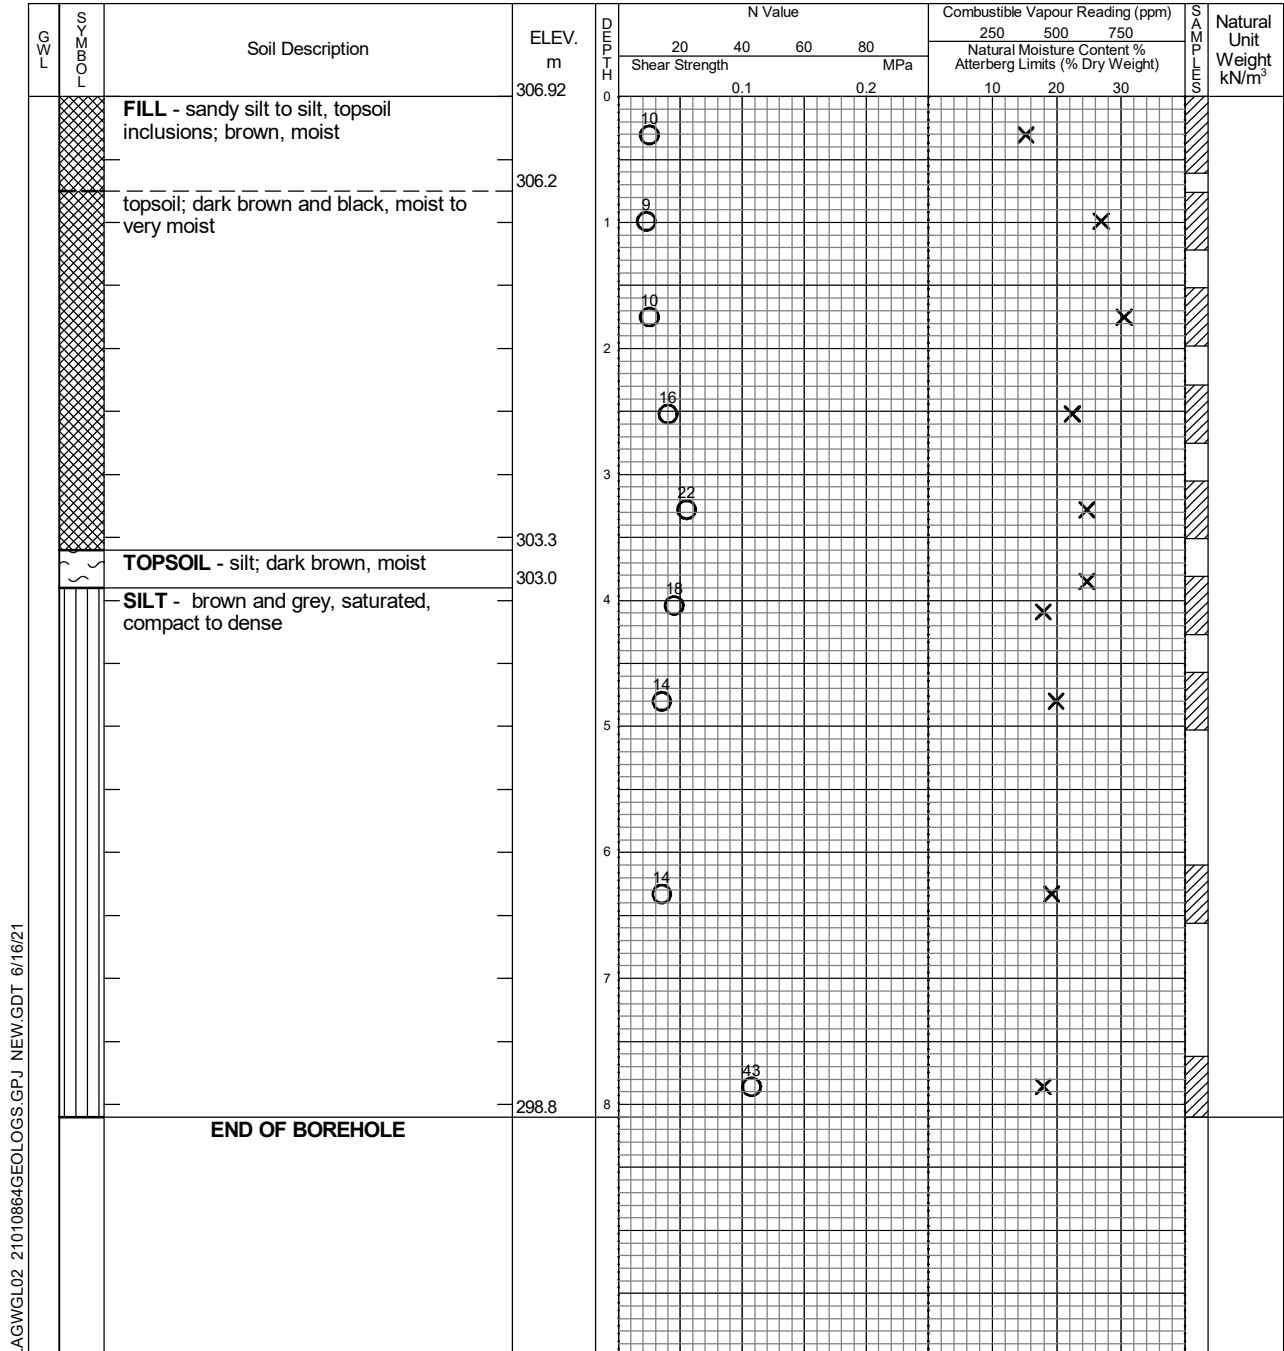 GWL
SYMBOL
Soil Description
ELEV.
m
306.92
DEPTH
N Value
20 40 60 80
Shear Strength MPa
0.1 0.2
Combustible Vapour Reading (ppm)
250 500 750
Natural Moisture Content %
Atterberg Limits (% Dry Weight)
10 20 30
SAMPLES
Natural
Unit
Weight
kN/m³
0
FILL - sandy silt to silt, topsoil
inclusions; brown, moist
10
306.2
topsoil; dark brown and black, moist to
very moist
9
1
10
2
16
3
22
303.3
TOPSOIL - silt; dark brown, moist
303.0
SILT - brown and grey, saturated,
compact to dense
18
4
14
5
6
14
7
43
298.8
8
END OF BOREHOLE
AGWGL02 21010864GEOLOGS.GPJ NEW.GDT 6/16/21